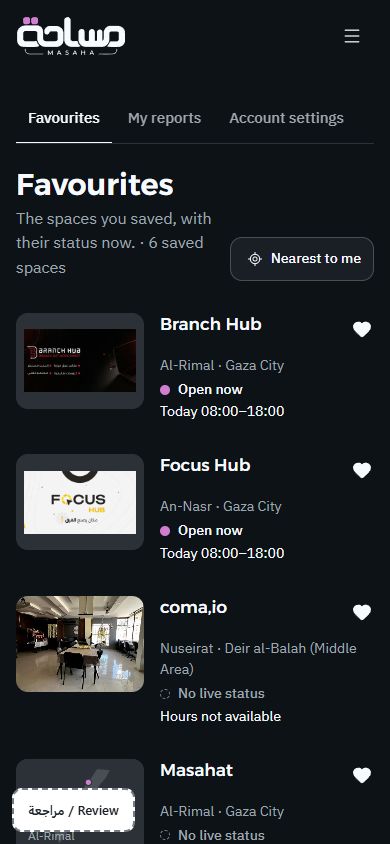 مساحة
MASAHA
Favourites
My reports
Account settings
Favourites
The spaces you saved, with
their status now. · 6 saved
spaces
Nearest to me
BRANCH HUB
Branch Hub
Al-Rimal · Gaza City
Open now
Today 08:00–18:00
FOCUS
HUB
Focus Hub
An-Nasr · Gaza City
Open now
Today 08:00–18:00
coma,io
Nuseirat · Deir al-Balah (Middle
Area)
No live status
Hours not available
Masahat
Al-Rimal · Gaza City
No live status
مراجعة / Review
Al-Rimal